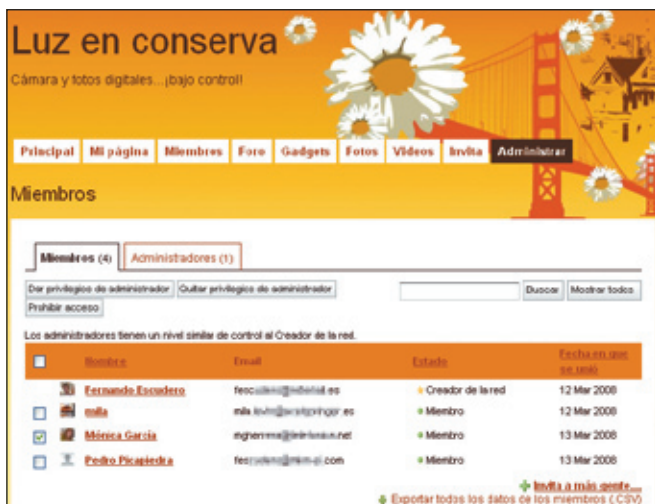 Luz en conserva
Cámara y fotos digitales...¡bajo control!
Principal Mi página Miembros Foro Gadgets Fotos Videos Invita Administrar
Miembros
Miembros (4) Administradores (1)
Dar privilegios de administrador Quitar privilegios de administrador Buscar Mostrar todos
Prohibir acceso
Los administradores tienen un nivel similar de control al Creador de la red.
Nombre Email Estado Fecha en que se unió
Fernando Escudero .es Creador de la red 12 Mar 2008
mila .es Miembro 12 Mar 2008
Mónica García .net Miembro 13 Mar 2008
Pedro Picapiedra .com Miembro 13 Mar 2008
Invita a más gente...
Exportar todos los datos de los miembros (.CSV)